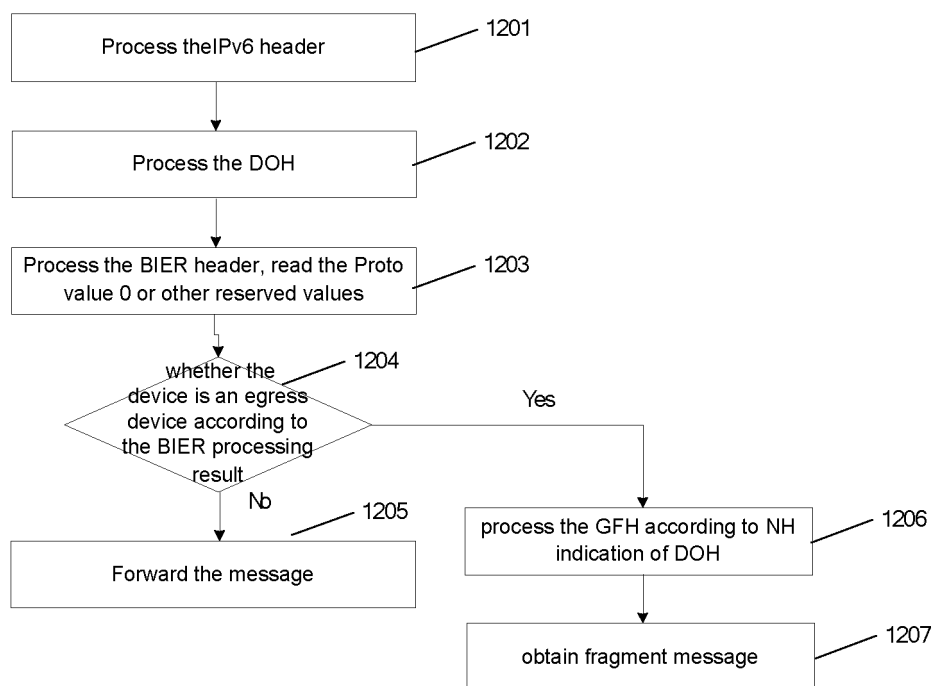 Process theIPv6 header
1201
Process the DOH
1202
Process the BIER header, read the Proto
value 0 or other reserved values
1203
whether the
device is an egress
device according to
the BIER processing
result
1204
Yes
No
Forward the message
1205
process the GFH according to NH
indication of DOH
1206
obtain fragment message
1207